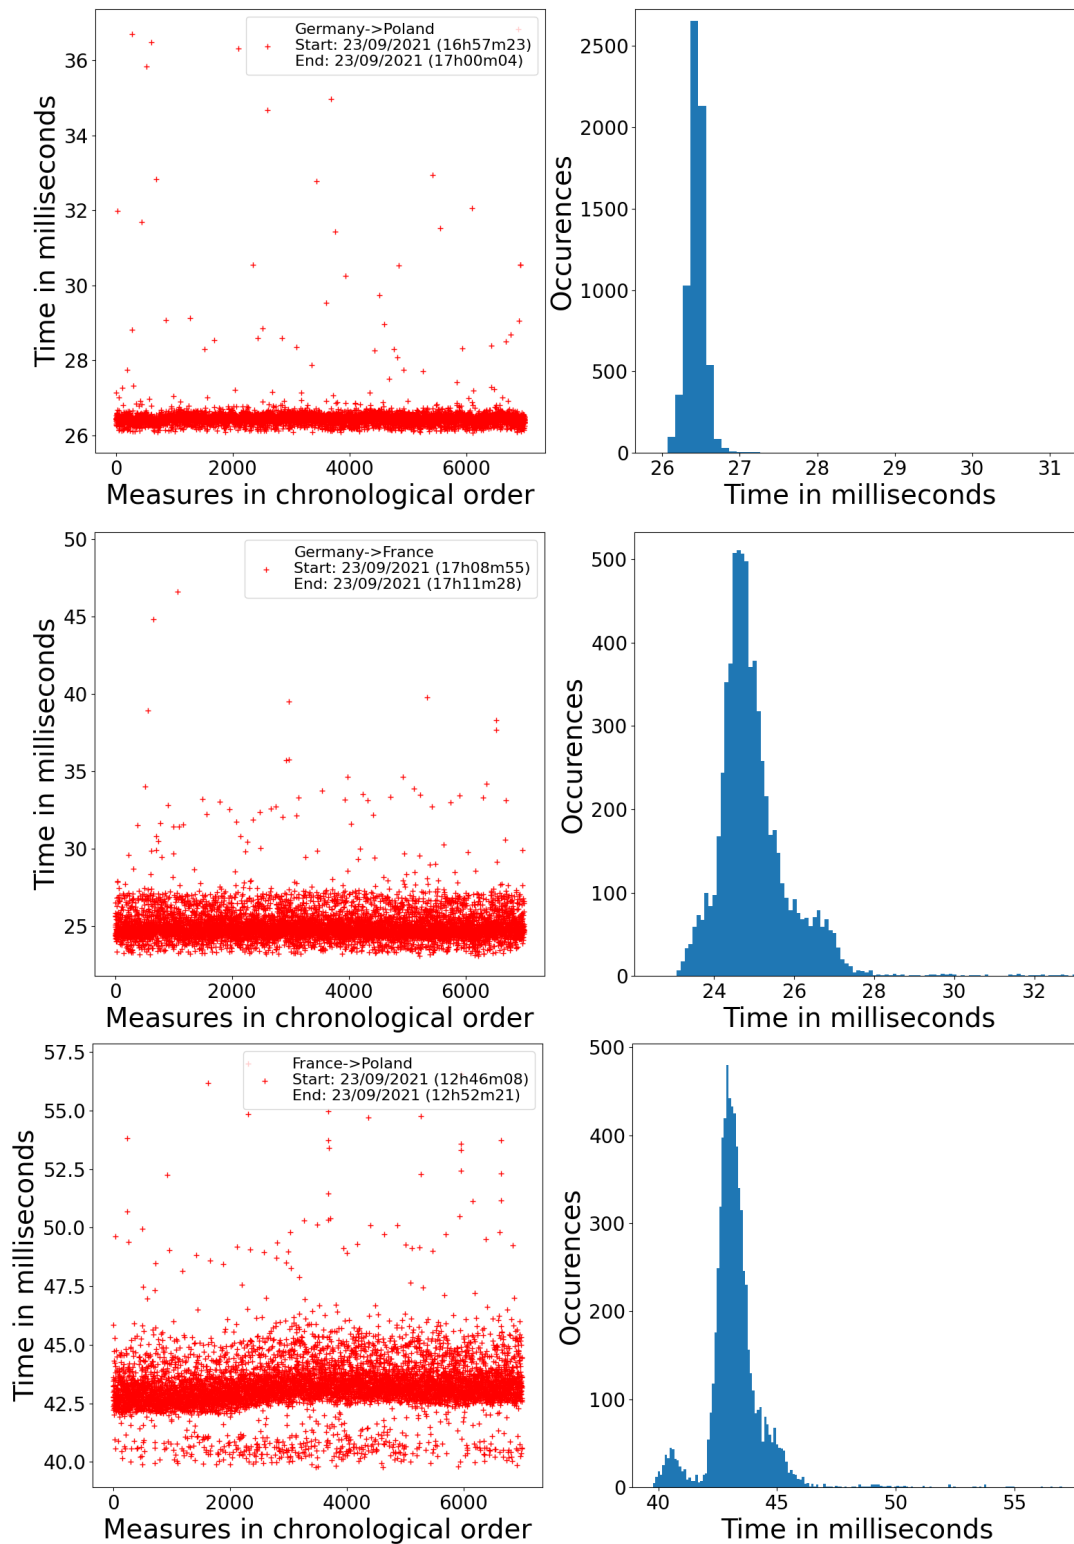 Germany->Poland
Start: 23/09/2021 (16h57m23)
End: 23/09/2021 (17h00m04)
Time in milliseconds
36
34
32
30
28
26
0 2000 4000 6000
Measures in chronological order
Occurences
2500
2000
1500
1000
500
0
26 27 28 29 30 31
Time in milliseconds
Germany->France
Start: 23/09/2021 (17h08m55)
End: 23/09/2021 (17h11m28)
Time in milliseconds
50
45
40
35
30
25
0 2000 4000 6000
Measures in chronological order
Occurences
500
400
300
200
100
0
24 26 28 30 32
Time in milliseconds
France->Poland
Start: 23/09/2021 (12h46m08)
End: 23/09/2021 (12h52m21)
Time in milliseconds
57.5
55.0
52.5
50.0
47.5
45.0
42.5
40.0
0 2000 4000 6000
Measures in chronological order
Occurences
500
400
300
200
100
0
40 45 50 55
Time in milliseconds